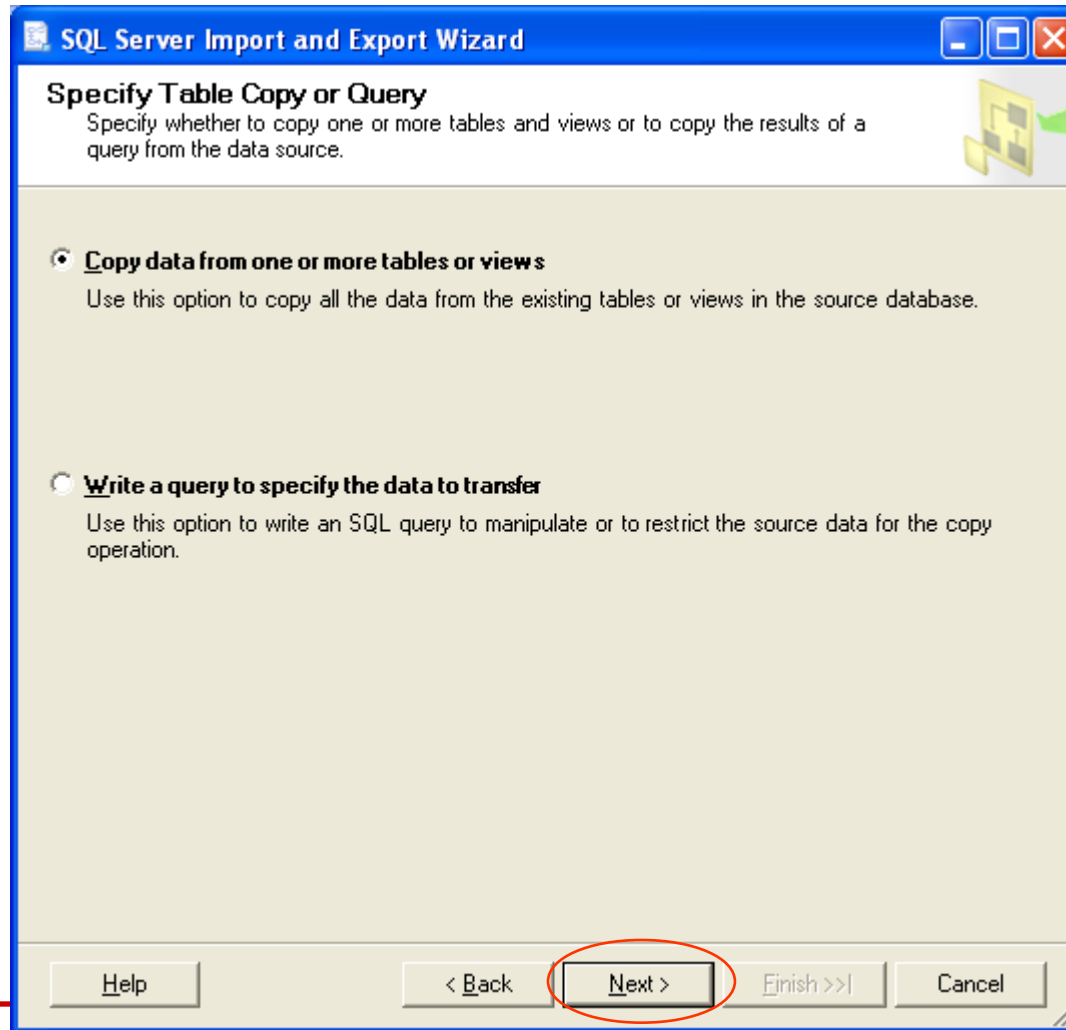 SQL Server Import and Export Wizard
Specify Table Copy or Query
Specify whether to copy one or more tables and views or to copy the results of a
query from the data source.
Copy data from one or more tables or views
Use this option to copy all the data from the existing tables or views in the source database.
Write a query to specify the data to transfer
Use this option to write an SQL query to manipulate or to restrict the source data for the copy
operation.
Help < Back Next > Finish >>| Cancel